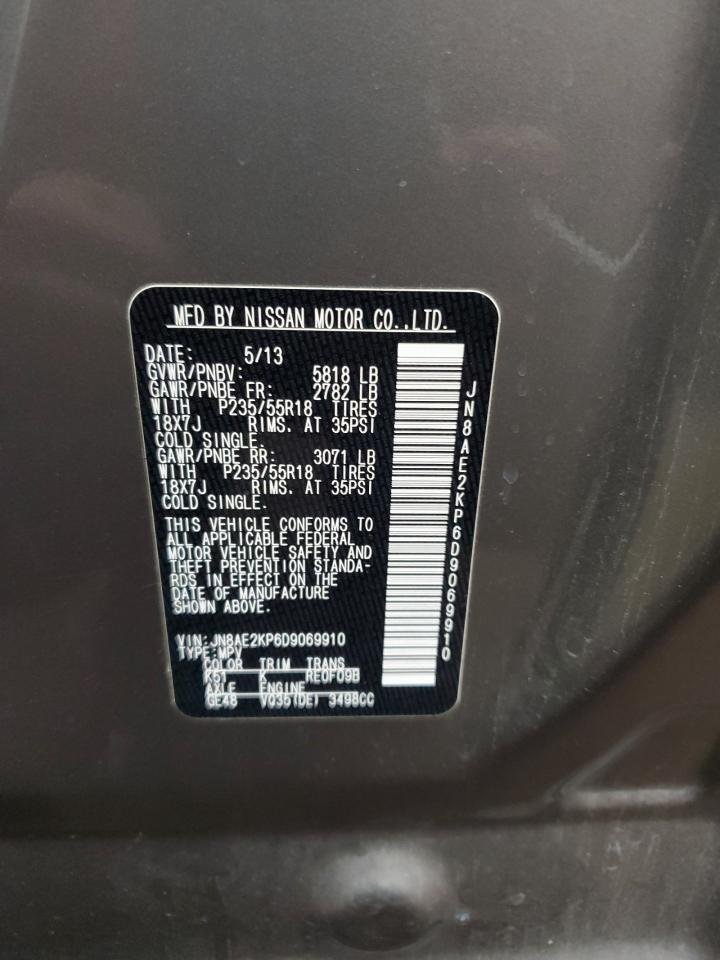 MFD BY NISSAN MOTOR CO.,LTD.
DATE: 5/13
GVWR/PNBV: 5818 LB
GAWR/PNBE FR: 2782 LB
WITH P235/55R18 TIRES
18X7J RIMS. AT 35PSI
COLD SINGLE.
GAWR/PNBE RR: 3071 LB
WITH P235/55R18 TIRES
18X7J RIMS. AT 35PSI
COLD SINGLE.
THIS VEHICLE CONFORMS TO
ALL APPLICABLE FEDERAL
MOTOR VEHICLE SAFETY AND
THEFT PREVENTION STANDA-
RDS IN EFFECT ON THE
DATE OF MANUFACTURE
SHOWN ABOVE.
VIN:JN8AE2KP6D9069910
TYPE:MPV
COLOR TRIM TRANS
K51 K RE0F09B
AXLE ENGINE
GE48 VQ35(DE) 3498CC
JN8AE2KP6D9069910